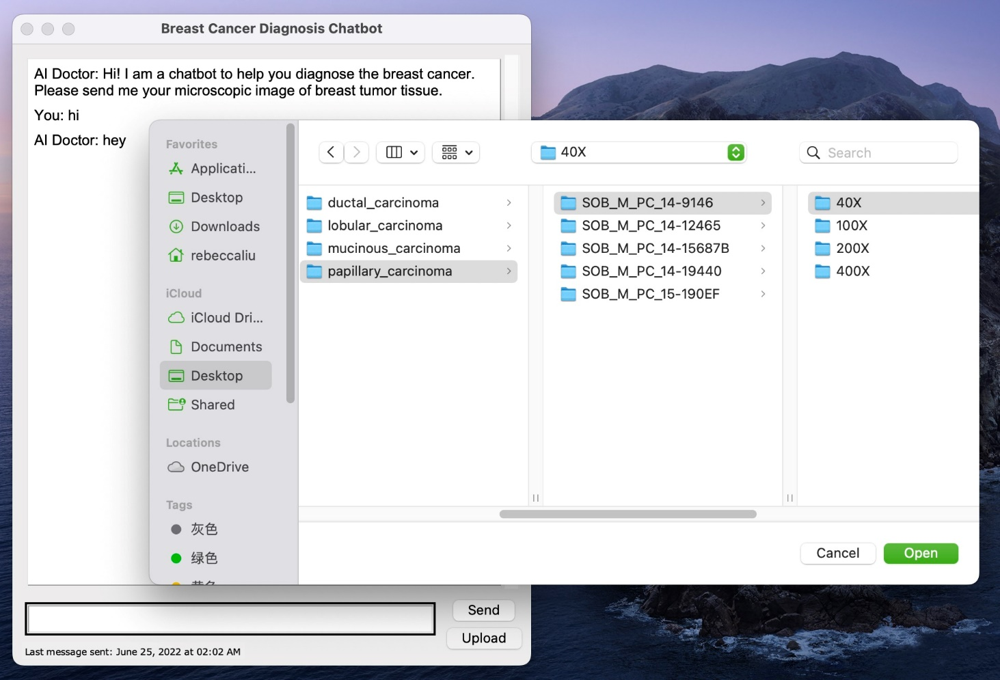 Breast Cancer Diagnosis Chatbot
AI Doctor: Hi! I am a chatbot to help you diagnose the breast cancer.
Please send me your microscopic image of breast tumor tissue.
You: hi
AI Doctor: hey
Favorites
Applicati...
Desktop
Downloads
rebeccaliu
iCloud
iCloud Dri...
Documents
Desktop
Shared
Locations
OneDrive
Tags
灰色
绿色
40X
Search
ductal_carcinoma
lobular_carcinoma
mucinous_carcinoma
papillary_carcinoma
SOB_M_PC_14-9146
SOB_M_PC_14-12465
SOB_M_PC_14-15687B
SOB_M_PC_14-19440
SOB_M_PC_15-190EF
40X
100X
200X
400X
Cancel
Open
Send
Upload
Last message sent: June 25, 2022 at 02:02 AM